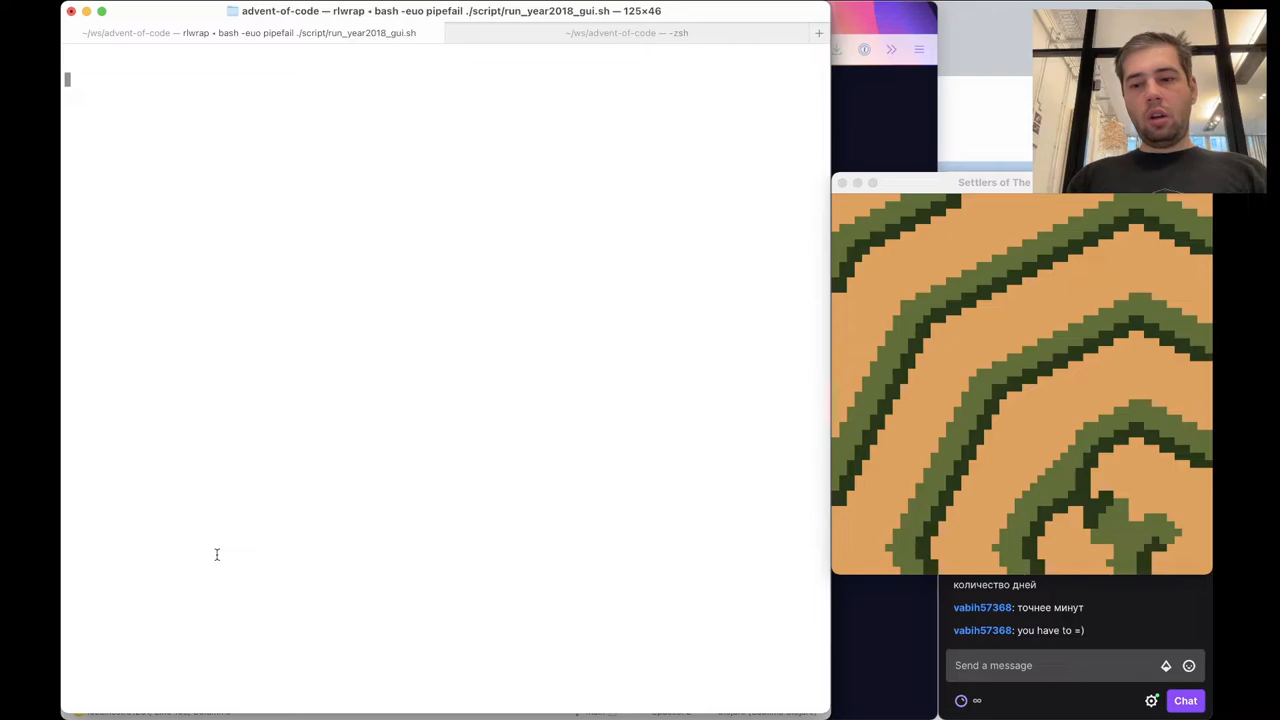 advent-of-code — rlwrap • bash -euo pipefail ./script/run_year2018_gui.sh — 125×46
~/ws/advent-of-code — rlwrap • bash -euo pipefail ./script/run_year2018_gui.sh
~/ws/advent-of-code — -zsh
Settlers of The
количество дней
vabih57368: точнее минут
vabih57368: you have to =)
Send a message
Chat